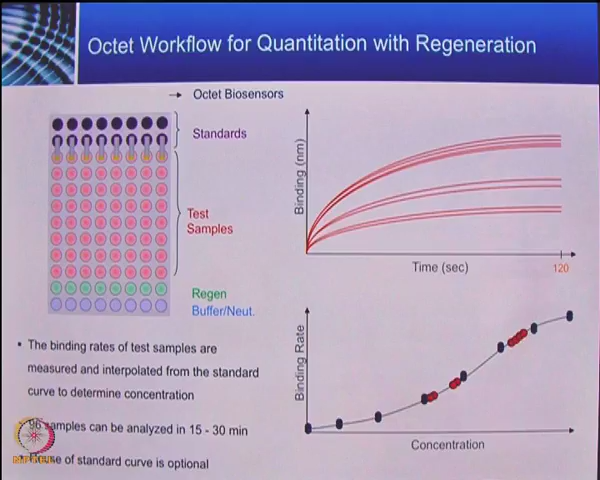 Octet Workflow for Quantitation with Regeneration
Octet Biosensors
Standards
Test
Samples
Regen
Buffer/Neut.
Binding (nm)
Time (sec)
120
Binding Rate
Concentration
• The binding rates of test samples are
measured and interpolated from the standard
curve to determine concentration
96 samples can be analyzed in 15 - 30 min
use of standard curve is optional